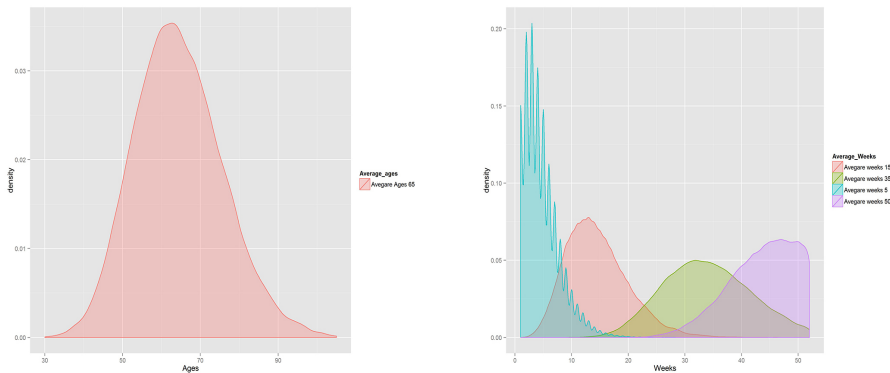 0.03
0.02
0.01
0.00
density
30
50
70
90
Ages
Average_ages
Avegare Ages 65
0.20
0.15
0.10
0.05
0.00
density
0
10
20
30
40
50
Weeks
Average_Weeks
Avegare weeks 15
Avegare weeks 35
Avegare weeks 5
Avegare weeks 50